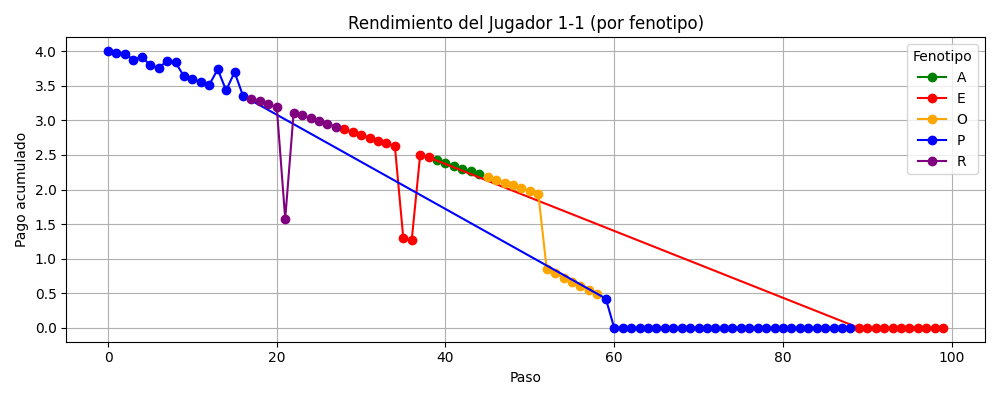 Rendimiento del Jugador 1-1 (por fenotipo)
Pago acumulado
4.0
3.5
3.0
2.5
2.0
1.5
1.0
0.5
0.0
Fenotipo
A
E
O
P
R
0 20 40 60 80 100
Paso